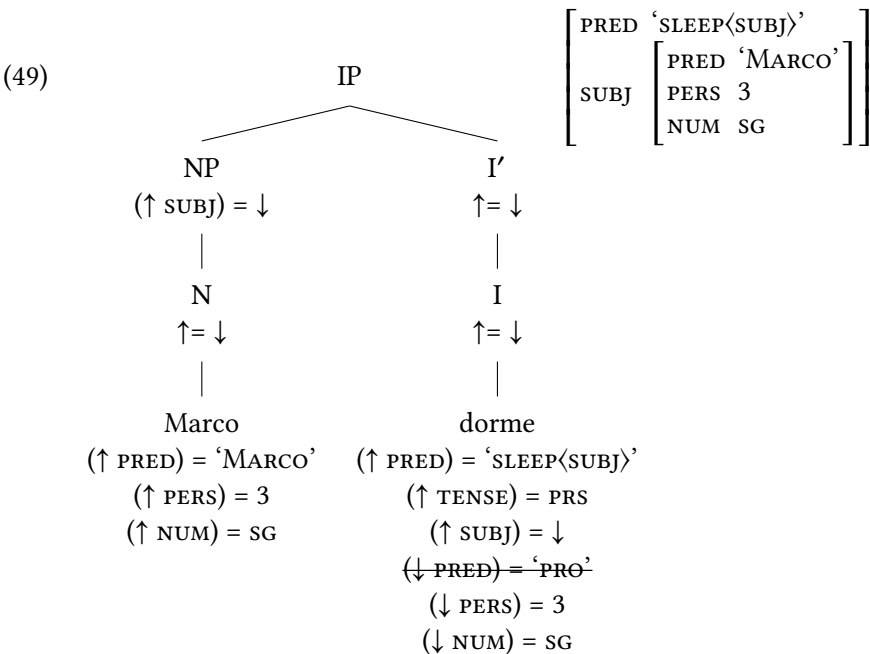 [PRED ‘SLEEP⟨SUBJ⟩’
SUBJ [PRED ‘MARCO’
PERS 3
NUM SG]]
(49) IP
NP I′
(↑ SUBJ) = ↓ ↑= ↓
N I
↑= ↓ ↑= ↓
Marco dorme
(↑ PRED) = ‘MARCO’ (↑ PRED) = ‘SLEEP⟨SUBJ⟩’
(↑ PERS) = 3 (↑ TENSE) = PRS
(↑ NUM) = SG (↑ SUBJ) = ↓
(↓ PRED) = ‘PRO’
(↓ PERS) = 3
(↓ NUM) = SG